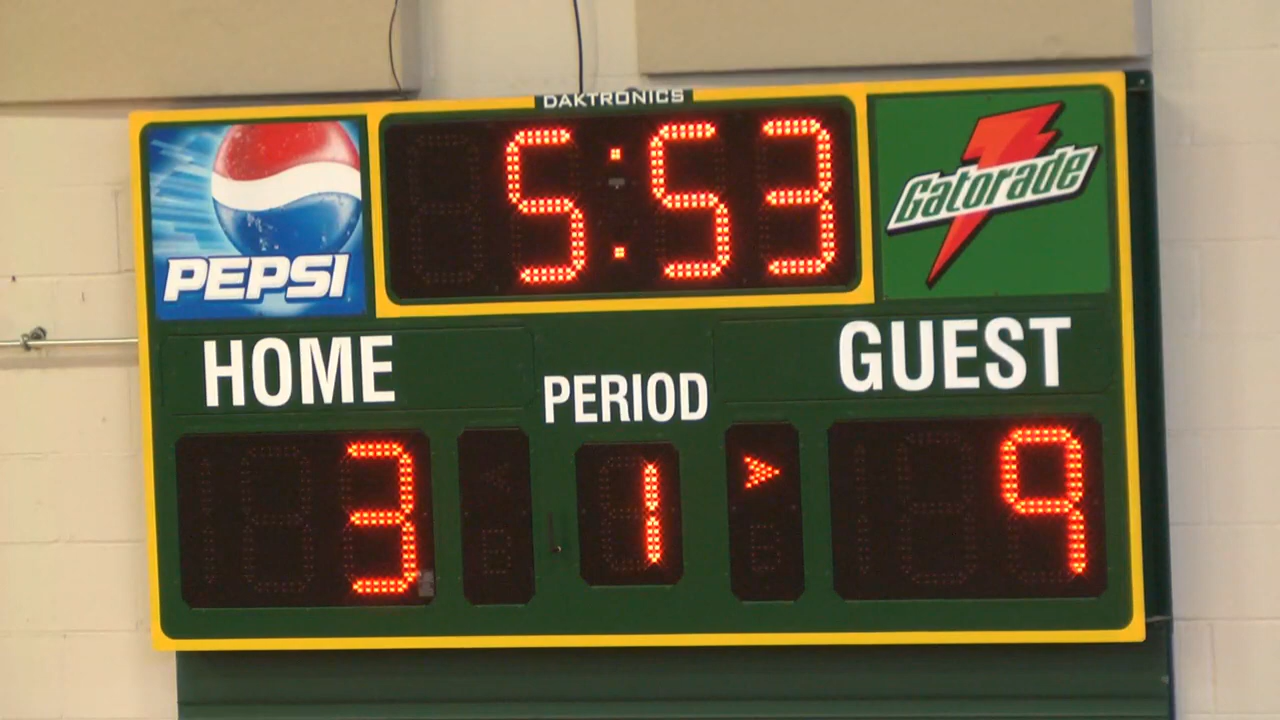 DAKTRONICS
PEPSI
5:53
Gatorade
HOME
PERIOD
GUEST
3
1
9